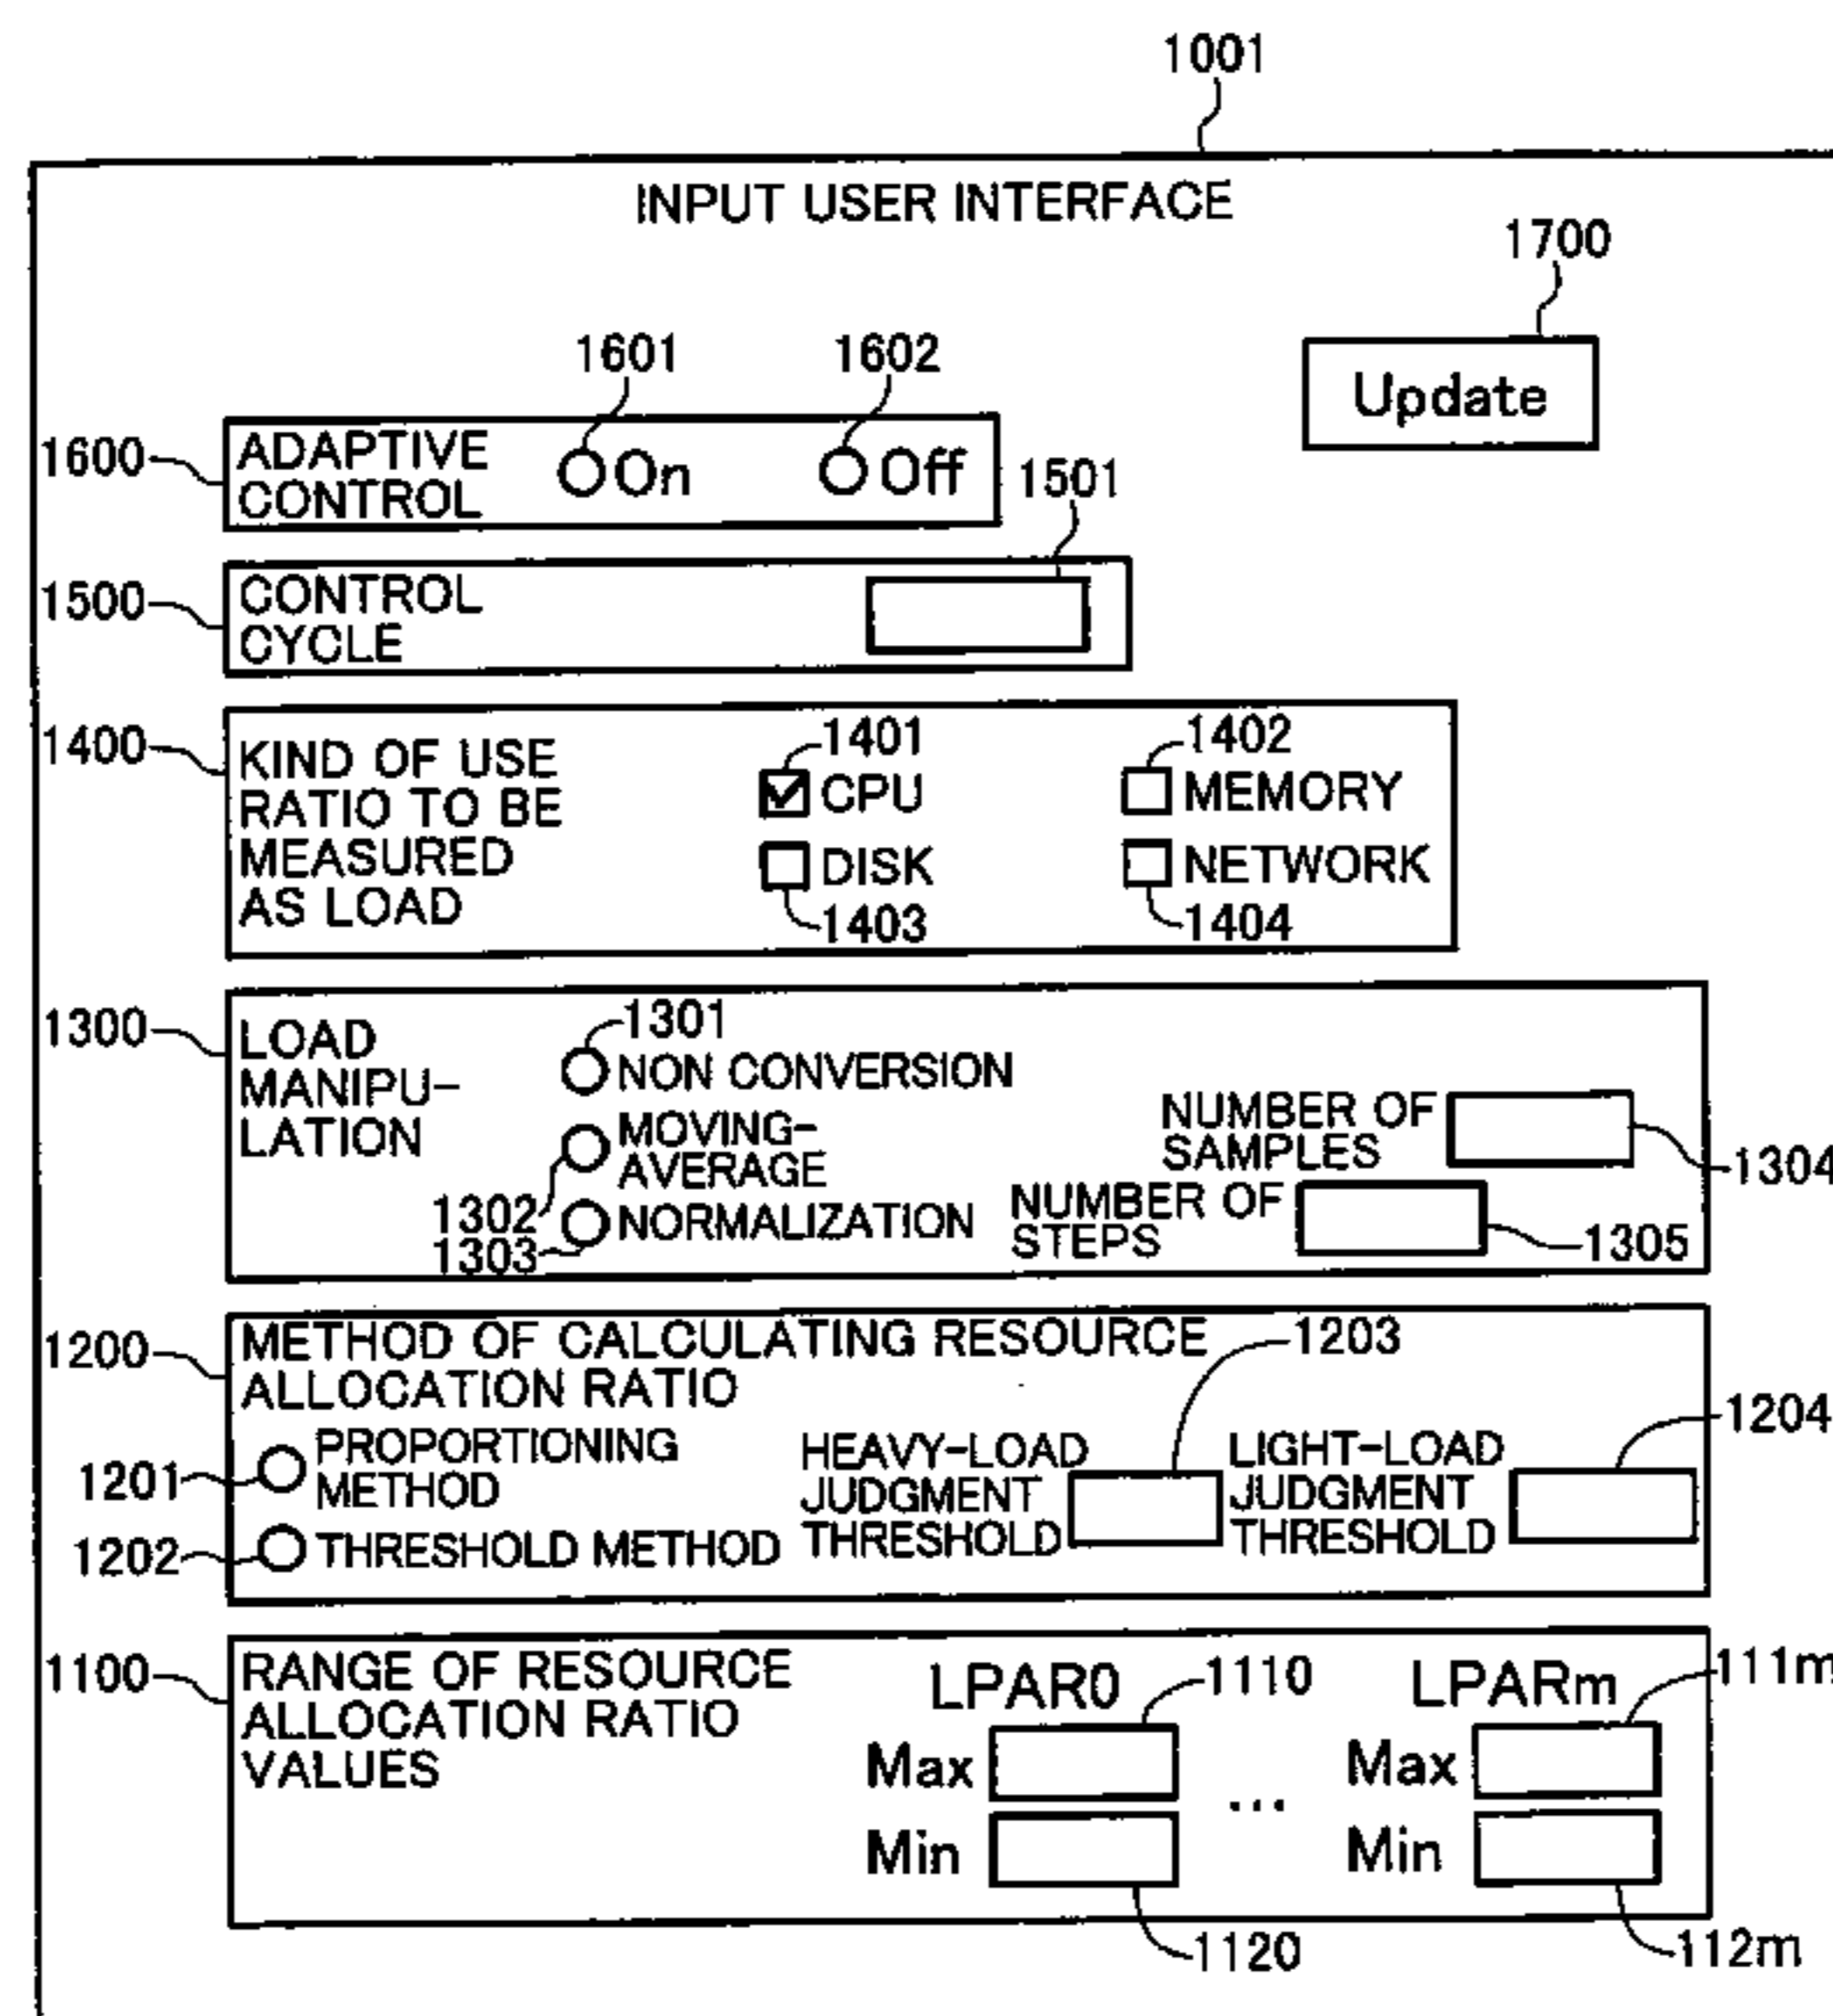 1001
INPUT USER INTERFACE
1700
Update
1601 1602
1600 ADAPTIVE CONTROL On Off
1501
1500 CONTROL CYCLE
1400 KIND OF USE
RATIO TO BE
MEASURED
AS LOAD
1401 CPU
1402 MEMORY
DISK 1403
NETWORK 1404
1300 LOAD
MANIPU-
LATION
1301
NON CONVERSION
MOVING-
AVERAGE
1302
NORMALIZATION
1303
NUMBER OF
SAMPLES
1304
NUMBER OF
STEPS
1305
1200 METHOD OF CALCULATING RESOURCE
ALLOCATION RATIO
1203
1204
1201 PROPORTIONING
METHOD
1202 THRESHOLD METHOD
HEAVY-LOAD
JUDGMENT
THRESHOLD
LIGHT-LOAD
JUDGMENT
THRESHOLD
1100 RANGE OF RESOURCE
ALLOCATION RATIO
VALUES
LPAR0 1110
Max
Min
1120
...
LPARm 111m
Max
Min
112m